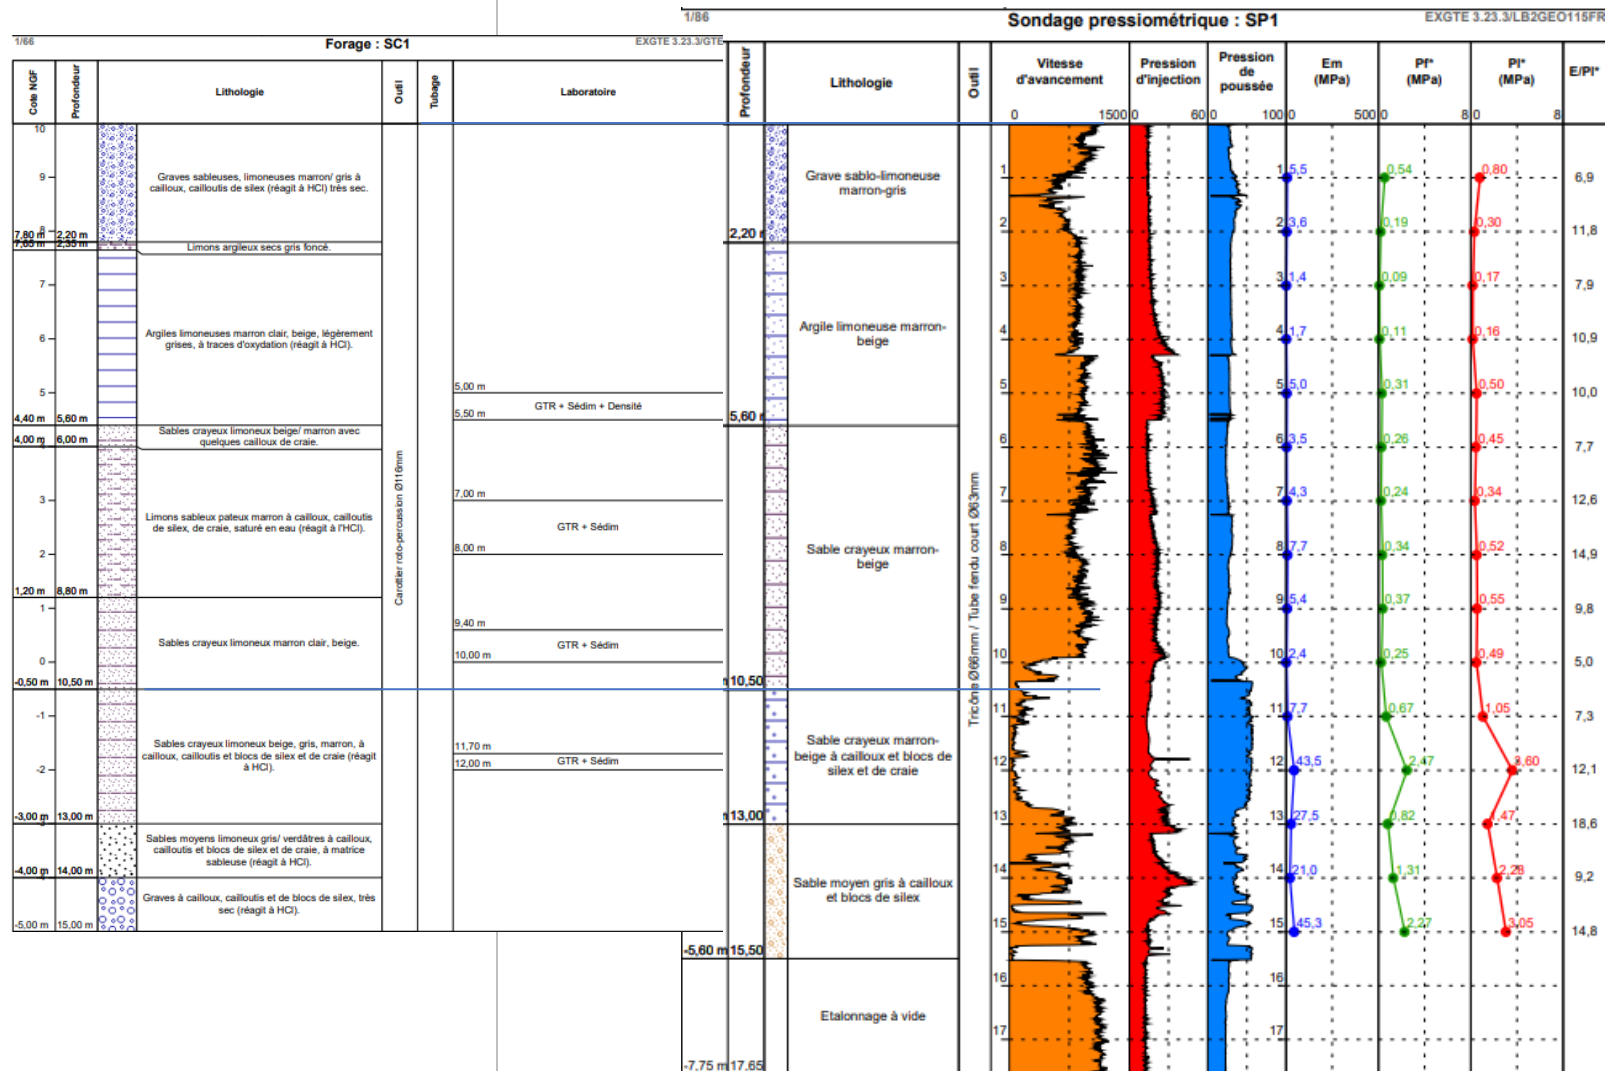 1/66
Forage : SC1
EXGTE 3.23.3/GTE
Cote NGF
Profondeur
Lithologie
Outil
Tubage
Laboratoire
10
9
8
7
6
5
3
2
1
0
-1
-2
7,80 m 2,20 m
7,65 m 2,35 m
4,40 m 5,60 m
4,00 m 6,00 m
1,20 m 8,80 m
-0,50 m 10,50 m
-3,00 m 13,00 m
-4,00 m 14,00 m
-5,00 m 15,00 m
Graves sableuses, limoneuses marron/ gris à
cailloux, cailloutis de silex (réagit à HCl) très sec.
Limons argileux secs gris foncé.
Argiles limoneuses marron clair, beige, légèrement
grises, à traces d'oxydation (réagit à HCl).
Sables crayeux limoneux beige/ marron avec
quelques cailloux de craie.
Limons sableux pateux marron à cailloux, cailloutis
de silex, de craie, saturé en eau (réagit à l'HCl).
Sables crayeux limoneux marron clair, beige.
Sables crayeux limoneux beige, gris, marron, à
cailloux, cailloutis et blocs de silex et de craie (réagit
à HCl).
Sables moyens limoneux gris/ verdâtres à cailloux,
cailloutis et blocs de silex et de craie, à matrice
sableuse (réagit à HCl).
Graves à cailloux, cailloutis et de blocs de silex, très
sec (réagit à HCl).
Carottier roto-percussion Ø116mm
5,00 m
GTR + Sédim + Densité
5,50 m
7,00 m
GTR + Sédim
8,00 m
9,40 m
GTR + Sédim
10,00 m
11,70 m
GTR + Sédim
12,00 m
1/86
Sondage pressiométrique : SP1
EXGTE 3.23.3/LB2GEO115FR
Profondeur
Lithologie
Outil
Vitesse
d'avancement
Pression
d'injection
Pression
de
poussée
Em
(MPa)
Pf*
(MPa)
Pl*
(MPa)
E/Pl*
0 1500 0 60 0 100 0 500 0 8 0 8
2,20
5,60
10,50
13,00
-5,60 m 15,50
-7.75 m 17.65
Grave sablo-limoneuse
marron-gris
Argile limoneuse marron-
beige
Sable crayeux marron-
beige
Sable crayeux marron-
beige à cailloux et blocs de
silex et de craie
Sable moyen gris à cailloux
et blocs de silex
Etalonnage à vide
Tricône Ø66mm / Tube fendu court Ø63mm
1 1 5,5 0,54 0,80 6,9
2 2 3,6 0,19 0,30 11,8
3 3 1,4 0,09 0,17 7,9
4 4 1,7 0,11 0,16 10,9
5 5 5,0 0,31 0,50 10,0
6 6 3,5 0,26 0,45 7,7
7 7 4,3 0,24 0,34 12,6
8 8 7,7 0,34 0,52 14,9
9 9 5,4 0,37 0,55 9,8
10 10 2,4 0,25 0,49 5,0
11 11 7,7 0,67 1,05 7,3
12 12 43,5 2,47 3,60 12,1
13 13 27,5 0,82 1,47 18,6
14 14 21,0 1,31 2,28 9,2
15 15 45,3 2,27 3,05 14,8
16 16
17 17